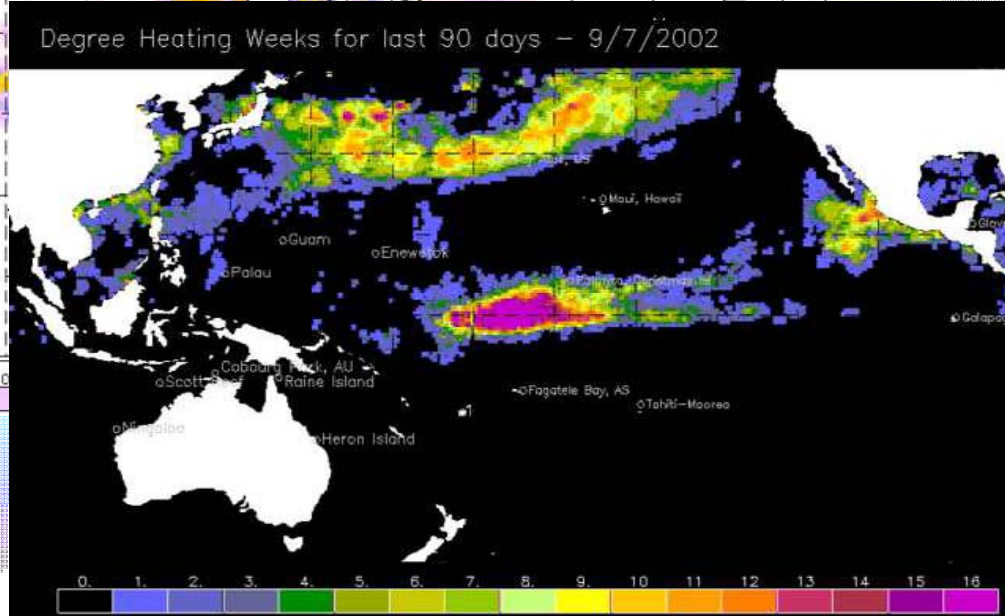 Degree Heating Weeks for last 90 days - 9/7/2002
Maui, Hawaii
Guam
Enewetok
Palau
Galapa
Cobourg Park, AU
Scott Reef
Raine Island
Fagatele Bay, AS
Tahiti-Moorea
Ningaloo
Heron Island
0. 1. 2. 3. 4. 5. 6. 7. 8. 9. 10 11 12 13 14 15 16